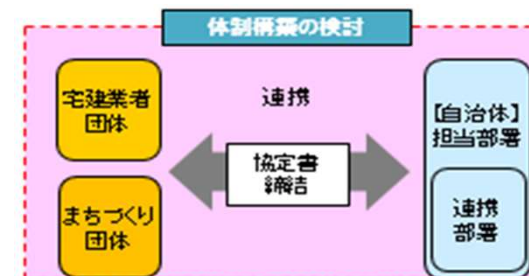 体制構築の検討
宅建業者
団体
連携
【自治体】
担当部署
協定書
締結
まちづくり
団体
連携
部署